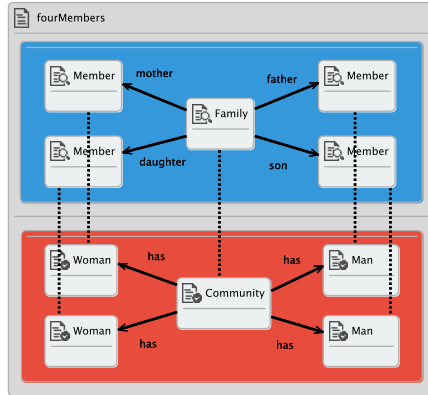 fourMembers
Member
mother
father
Member
Family
Member
daughter
son
Member
Woman
has
has
Man
Community
Woman
has
has
Man